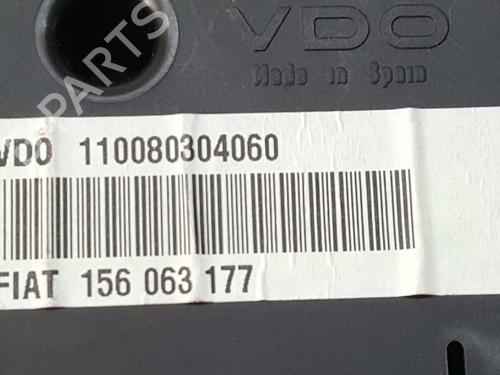 VDO
Made in Spain
VDO 110080304060
FIAT 156 063 177
B-PARTS